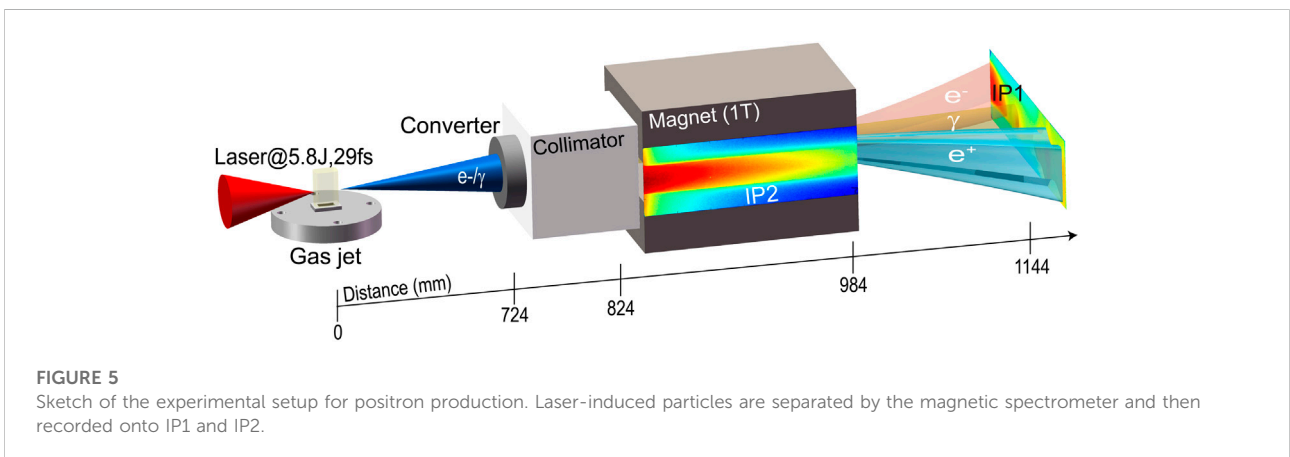 Laser@5.8J,29fs
Gas jet
e-/γ
Converter
Collimator
Magnet (1T)
IP2
e-
γ
e+
IP1
Distance (mm)
0
724
824
984
1144
FIGURE 5
Sketch of the experimental setup for positron production. Laser-induced particles are separated by the magnetic spectrometer and then
recorded onto IP1 and IP2.